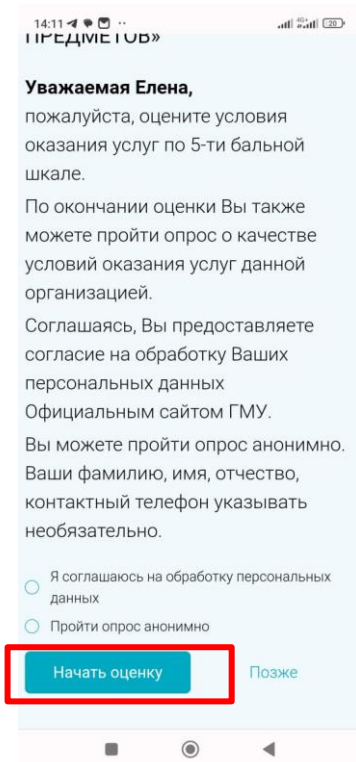 14:11
4G+
20
ПРЕДМЕТОВ»
Уважаемая Елена,
пожалуйста, оцените условия
оказания услуг по 5-ти бальной
шкале.
По окончании оценки Вы также
можете пройти опрос о качестве
условий оказания услуг данной
организацией.
Соглашаясь, Вы предоставляете
согласие на обработку Ваших
персональных данных
Официальным сайтом ГМУ.
Вы можете пройти опрос анонимно.
Ваши фамилию, имя, отчество,
контактный телефон указывать
необязательно.
Я соглашаюсь на обработку персональных
данных
Пройти опрос анонимно
Начать оценку
Позже